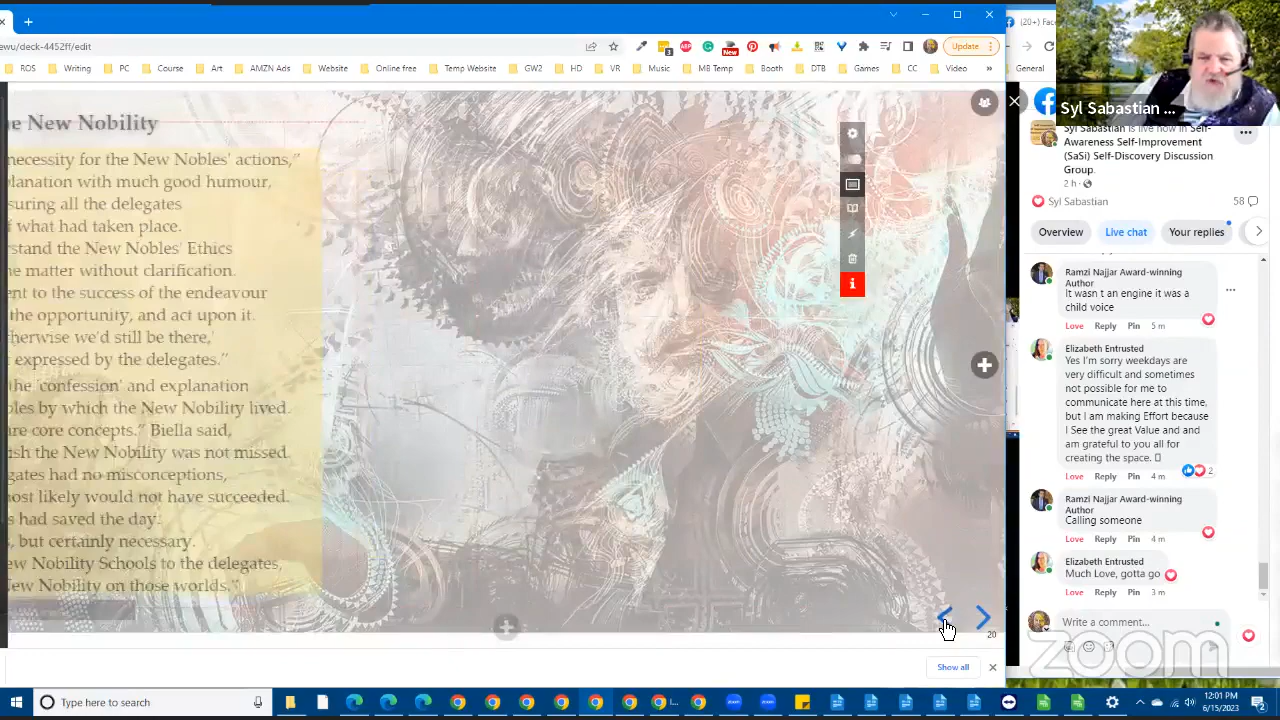 (20+) Fac
ewu/deck-4452ff/edit
Update
ROS
Writing
PC
Course
Art
AMZN Ads
Website
Online free
Temp Website
GW2
HD
VR
Music
MB Temp
Booth
DTB
Games
CC
Video
»
General
Syl Sabastian ...
e New Nobility
necessity for the New Nobles' actions,"
planation with much good humour,
suring all the delegates
f what had taken place.
rstand the New Nobles' Ethics
e matter without clarification.
ent to the success of the endeavour
the opportunity, and act upon it.
therwise we'd still be there,
expressed by the delegates."
the 'confession' and explanation
ples by which the New Nobility lived.
are core concepts." Biella said,
ish the New Nobility was not missed
gates had no misconceptions,
most likely would not have succeeded.
s had saved the day.
, but certainly necessary.
ew Nobility Schools to the delegates,
New Nobility on those worlds."
20
Show all
Syl Sabastian is live now in Self-
Awareness Self-Improvement
(SaSi) Self-Discovery Discussion
Group.
2 h
Syl Sabastian
58
Overview
Live chat
Your replies
Ramzi Najjar Award-winning
Author
It wasn t an engine it was a
child voice
Love Reply Pin 5 m
Elizabeth Entrusted
Yes I'm sorry weekdays are
very difficult and sometimes
not possible for me to
communicate here at this time,
but I am making Effort because
I See the great Value and and
am grateful to you all for
creating the space.
2
Love Reply Pin 4 m
Ramzi Najjar Award-winning
Author
Calling someone
Love Reply Pin 4 m
Elizabeth Entrusted
Much Love, gotta go
Love Reply Pin 3 m
Write a comment...
zoom
Type here to search
12:01 PM
6/15/2023
2